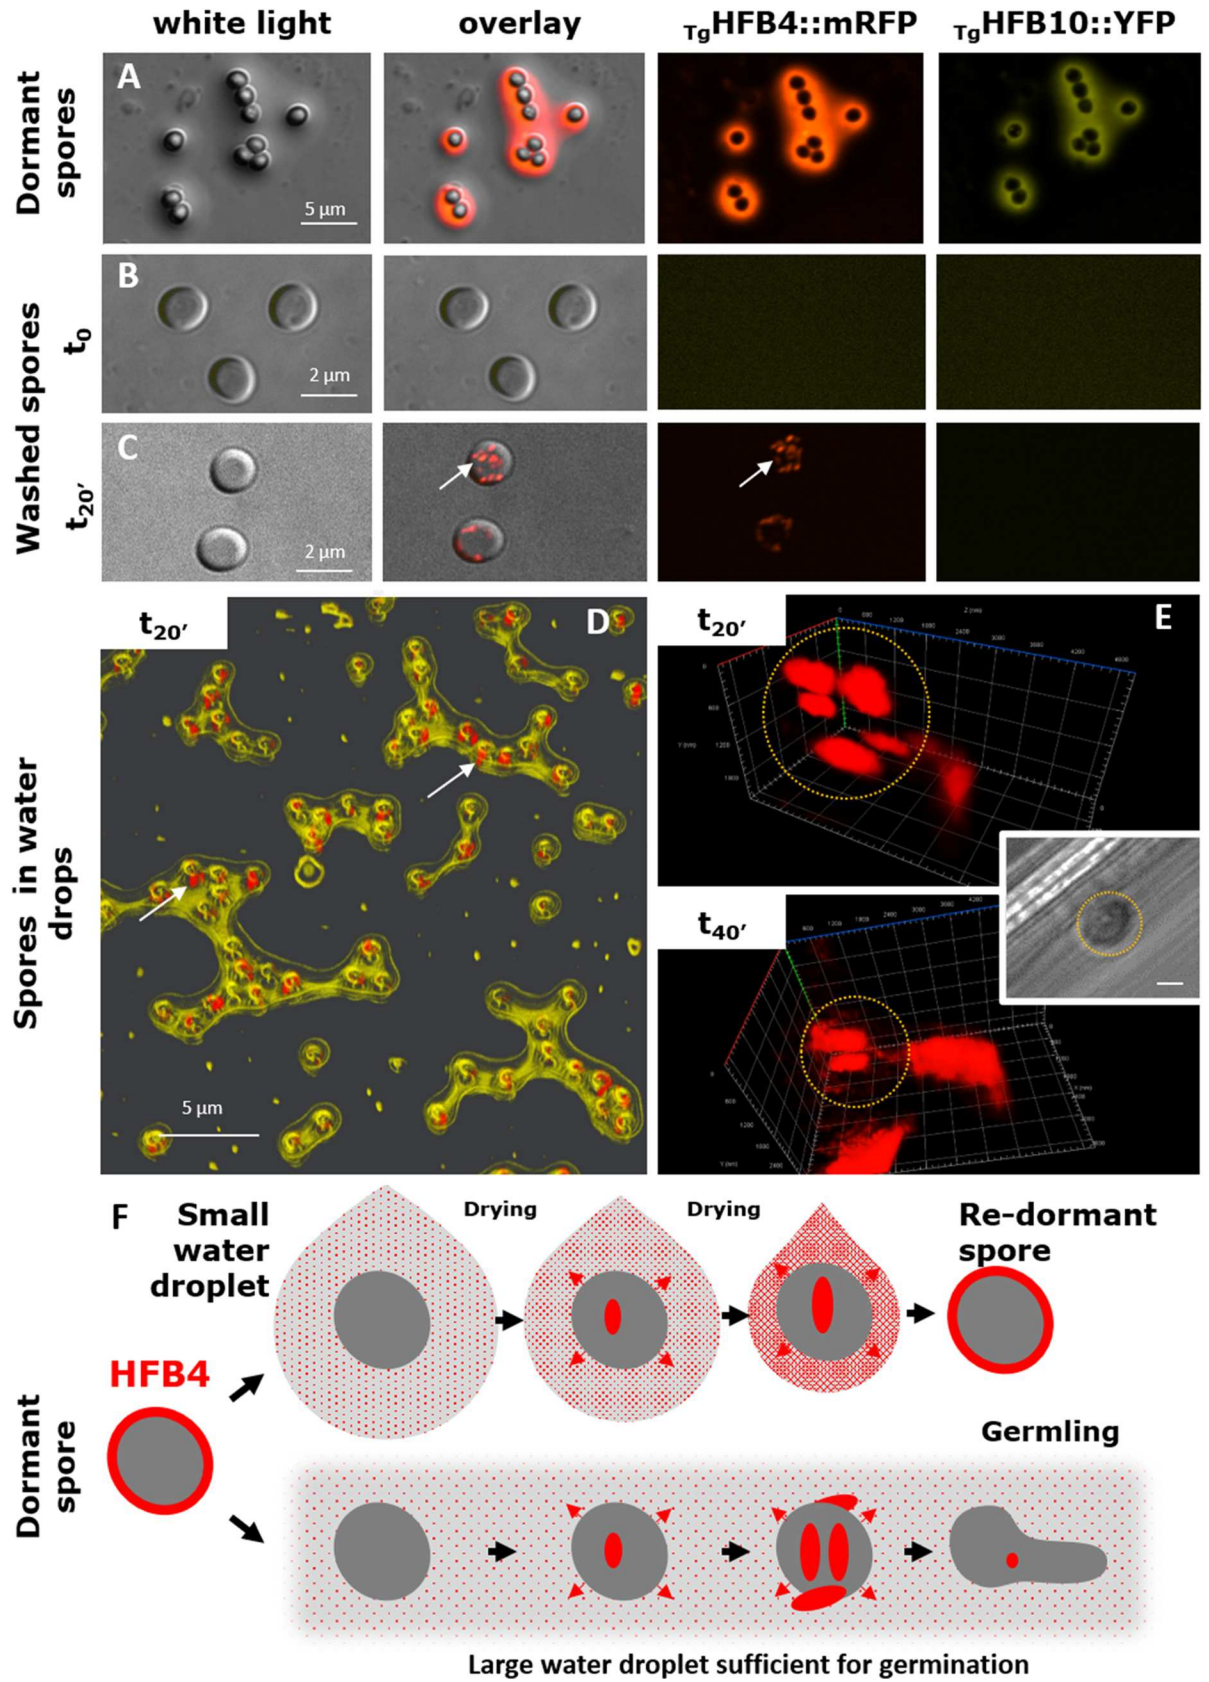 white light overlay TgHFB4::mRFP TgHFB10::YFP
Dormant
spores
A
5 µm
Washed spores
t0
B
2 µm
t20′
C
2 µm
Spores in water
drops
t20′
D
5 µm
t20′
E
t40′
F
Small
water
droplet
Drying
Drying
Re-dormant
spore
HFB4
Dormant
spore
Germling
Large water droplet sufficient for germination